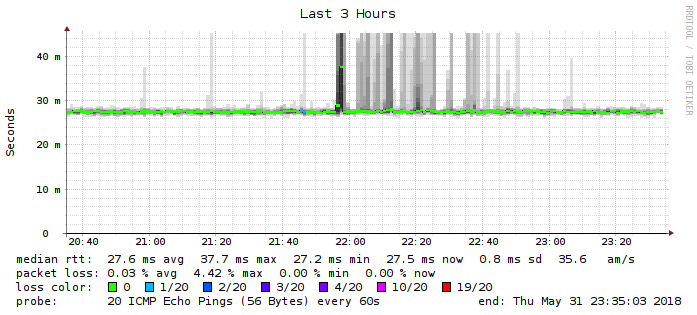 Last 3 Hours
RRDTOOL / TOBI OETIKER
Seconds
40 m
30 m
20 m
10 m
0
20:40 21:00 21:20 21:40 22:00 22:20 22:40 23:00 23:20
median rtt: 27.6 ms avg 37.7 ms max 27.2 ms min 27.5 ms now 0.8 ms sd 35.6 am/s
packet loss: 0.03 % avg 4.42 % max 0.00 % min 0.00 % now
loss color: 0 1/20 2/20 3/20 4/20 10/20 19/20
probe: 20 ICMP Echo Pings (56 Bytes) every 60s end: Thu May 31 23:35:03 2018